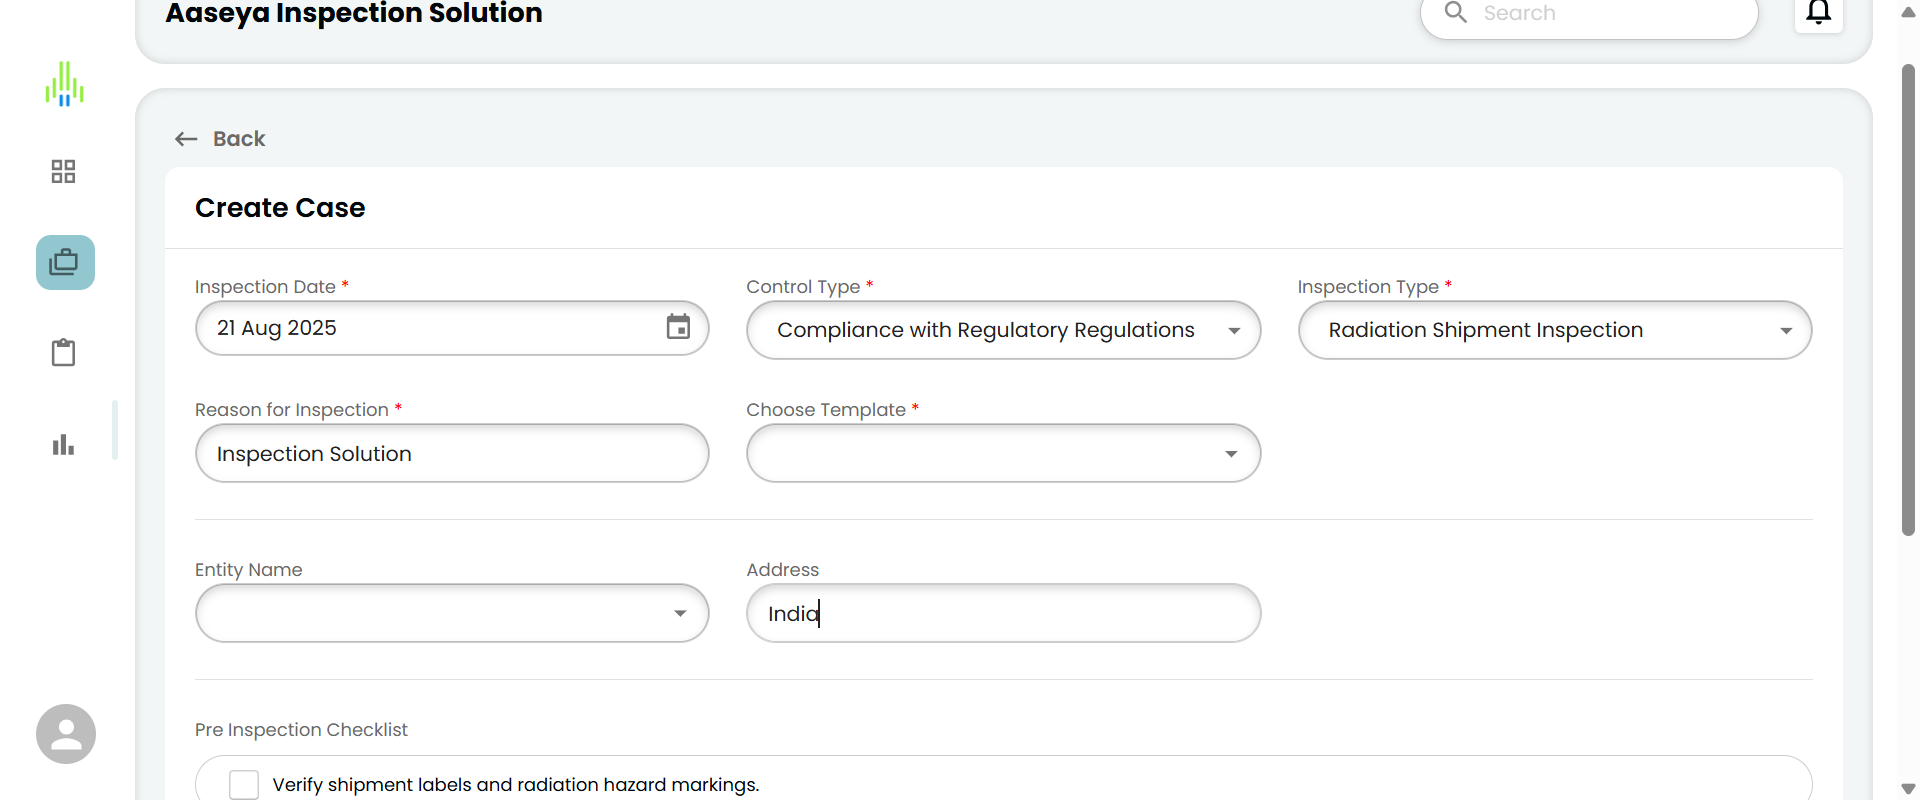 Aaseya Inspection Solution
Search
Back
Create Case
Inspection Date *
Control Type *
Inspection Type *
21 Aug 2025
Compliance with Regulatory Regulations
Radiation Shipment Inspection
Reason for Inspection *
Choose Template *
Inspection Solution
Entity Name
Address
India
Pre Inspection Checklist
Verify shipment labels and radiation hazard markings.